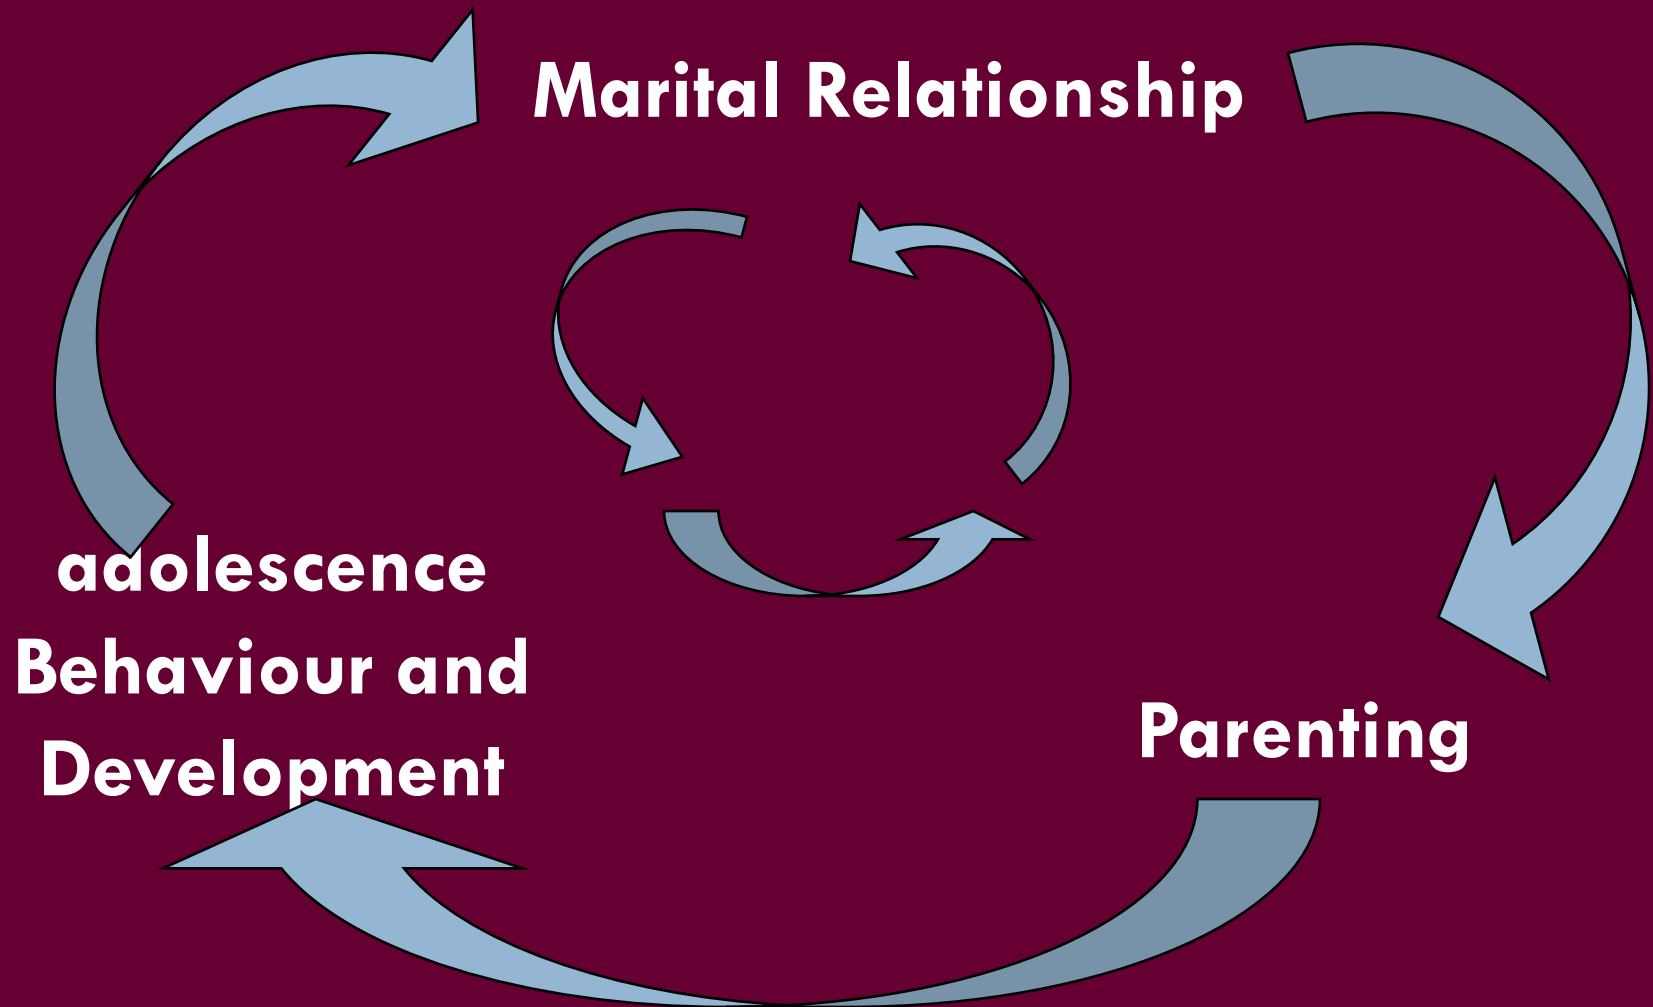 Marital Relationship
adolescence
Behaviour and
Development
Parenting